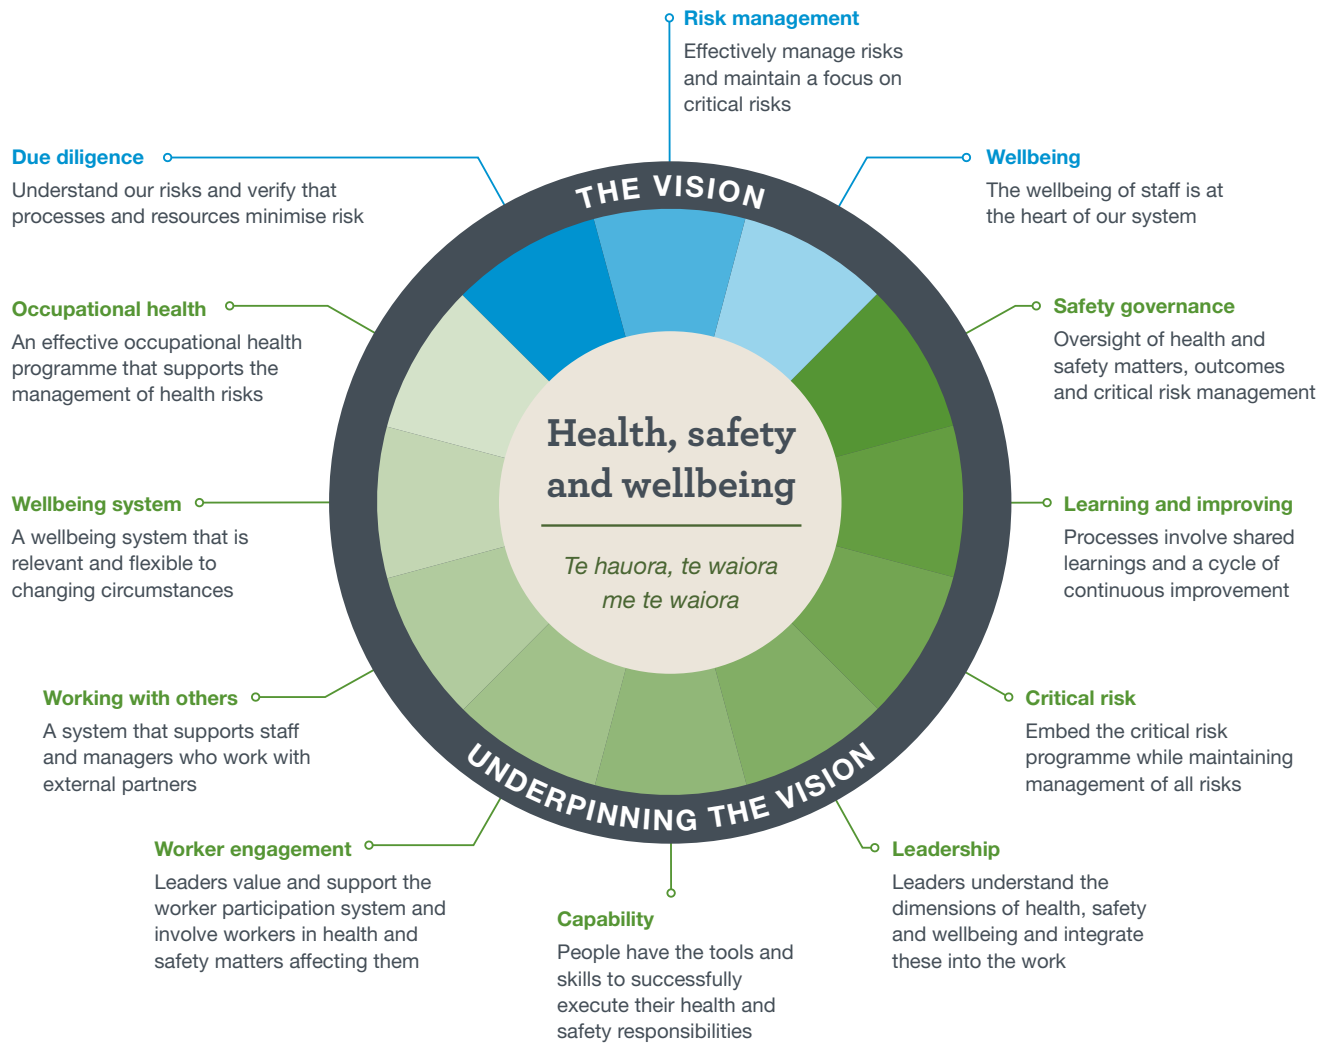 Risk management
Effectively manage risks
and maintain a focus on
critical risks
Due diligence
Understand our risks and verify that
processes and resources minimise risk
Wellbeing
The wellbeing of staff is at
the heart of our system
THE VISION
Occupational health
An effective occupational health
programme that supports the
management of health risks
Safety governance
Oversight of health and
safety matters, outcomes
and critical risk management
Health, safety
and wellbeing
Te hauora, te waiora
me te waiora
Wellbeing system
A wellbeing system that is
relevant and flexible to
changing circumstances
Learning and improving
Processes involve shared
learnings and a cycle of
continuous improvement
Working with others
A system that supports staff
and managers who work with
external partners
Critical risk
Embed the critical risk
programme while maintaining
management of all risks
UNDERPINNING THE VISION
Worker engagement
Leaders value and support the
worker participation system and
involve workers in health and
safety matters affecting them
Capability
People have the tools and
skills to successfully
execute their health and
safety responsibilities
Leadership
Leaders understand the
dimensions of health, safety
and wellbeing and integrate
these into the work